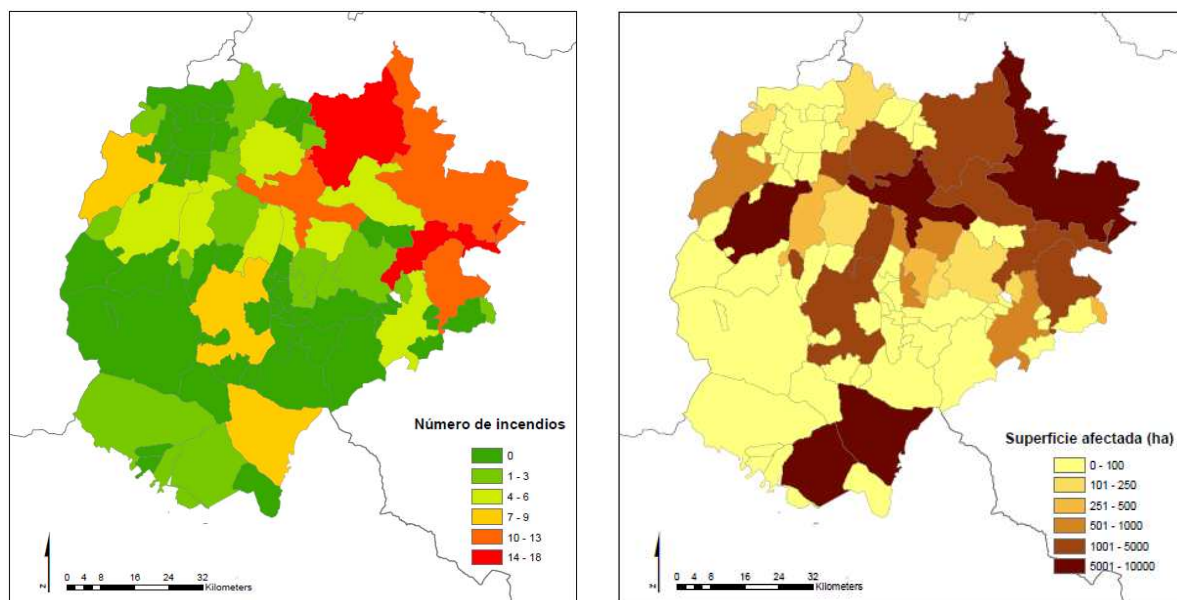 Número de incendios
0
1 - 3
4 - 6
7 - 9
10 - 13
14 - 18
N
0 4 8 16 24 32
Kilometers
Superficie afectada (ha)
0 - 100
101 - 250
251 - 500
501 - 1000
1001 - 5000
5001 - 10000
N
0 4 8 16 24 32
Kilometers